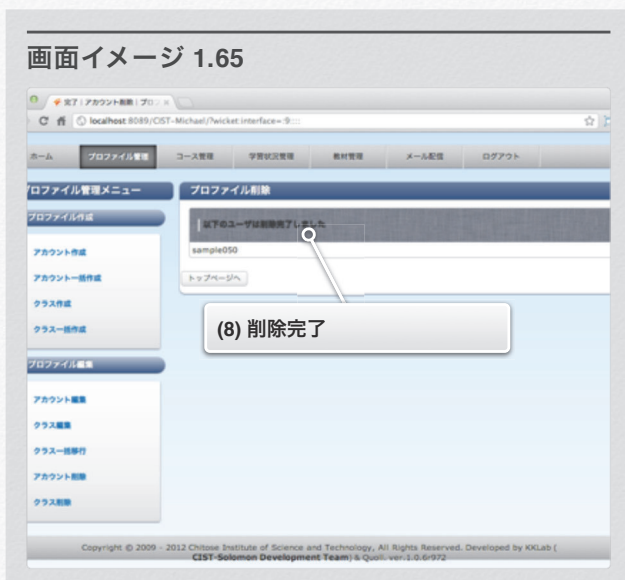 画面イメージ 1.65
完了 | アカウント削除 | プロ
localhost:8089/CIST-Michael/?wicket:interface=:9::::
ホーム プロファイル管理 コース管理 学習状況管理 教材管理 メール配信 ログアウト
プロファイル管理メニュー
プロファイル削除
プロファイル作成
以下のユーザは削除完了しました
sample050
アカウント作成
アカウント一括作成
トップページへ
クラス作成
クラス一括作成
(8) 削除完了
プロファイル編集
アカウント編集
クラス編集
クラス一括移行
アカウント削除
クラス削除
Copyright © 2009 - 2012 Chitose Institute of Science and Technology, All Rights Reserved. Developed by KKLab (
CIST-Solomon Development Team) & Quoll. ver.1.0.6r972